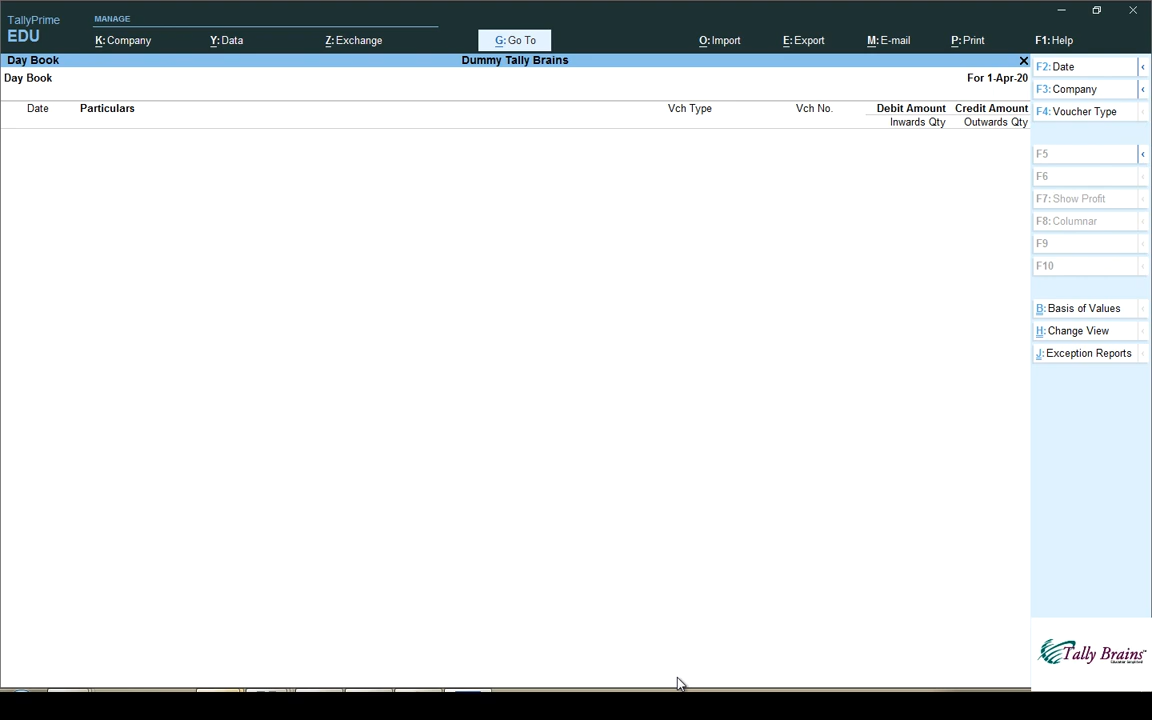 TallyPrime
EDU
MANAGE
K: Company
Y: Data
Z: Exchange
G: Go To
O: Import
E: Export
M: E-mail
P: Print
F1: Help
Day Book
Dummy Tally Brains
Day Book
For 1-Apr-20
Date
Particulars
Vch Type
Vch No.
Debit Amount
Credit Amount
Inwards Qty
Outwards Qty
F2: Date
F3: Company
F4: Voucher Type
F5
F6
F7: Show Profit
F8: Columnar
F9
F10
B: Basis of Values
H: Change View
J: Exception Reports
Tally Brains